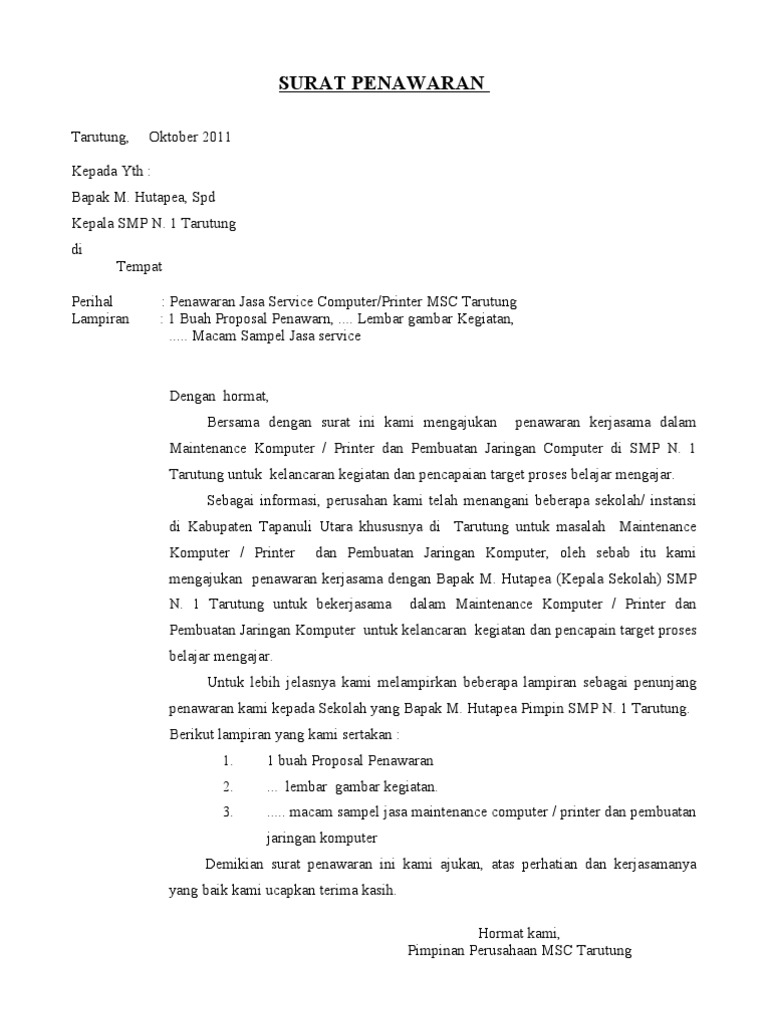 SURAT PENAWARAN
Tarutung, Oktober 2011
Kepada Yth :
Bapak M. Hutapea, Spd
Kepala SMP N. 1 Tarutung
di
Tempat
Perihal : Penawaran Jasa Service Computer/Printer MSC Tarutung
Lampiran : 1 Buah Proposal Penawarn, .... Lembar gambar Kegiatan,
..... Macam Sampel Jasa service
Dengan hormat,
Bersama dengan surat ini kami mengajukan penawaran kerjasama dalam
Maintenance Komputer / Printer dan Pembuatan Jaringan Computer di SMP N. 1
Tarutung untuk kelancaran kegiatan dan pencapaian target proses belajar mengajar.
Sebagai informasi, perusahan kami telah menangani beberapa sekolah/ instansi
di Kabupaten Tapanuli Utara khususnya di Tarutung untuk masalah Maintenance
Komputer / Printer dan Pembuatan Jaringan Komputer, oleh sebab itu kami
mengajukan penawaran kerjasama dengan Bapak M. Hutapea (Kepala Sekolah) SMP
N. 1 Tarutung untuk bekerjasama dalam Maintenance Komputer / Printer dan
Pembuatan Jaringan Komputer untuk kelancaran kegiatan dan pencapain target proses
belajar mengajar.
Untuk lebih jelasnya kami melampirkan beberapa lampiran sebagai penunjang
penawaran kami kepada Sekolah yang Bapak M. Hutapea Pimpin SMP N. 1 Tarutung.
Berikut lampiran yang kami sertakan :
1. 1 buah Proposal Penawaran
2. ... lembar gambar kegiatan.
3. ..... macam sampel jasa maintenance computer / printer dan pembuatan
jaringan komputer
Demikian surat penawaran ini kami ajukan, atas perhatian dan kerjasamanya
yang baik kami ucapkan terima kasih.
Hormat kami,
Pimpinan Perusahaan MSC Tarutung